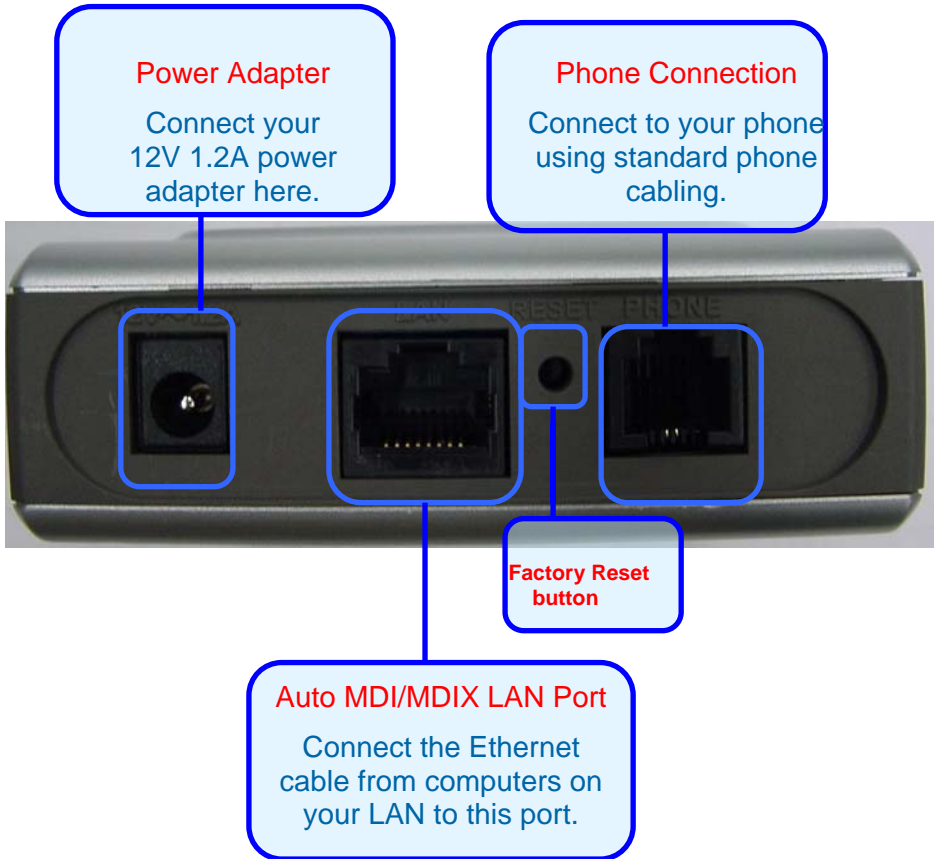 Power Adapter
Connect your
12V 1.2A power
adapter here.
Phone Connection
Connect to your phone
using standard phone
cabling.
LAN
RESET
PHONE
Factory Reset
button
Auto MDI/MDIX LAN Port
Connect the Ethernet
cable from computers on
your LAN to this port.